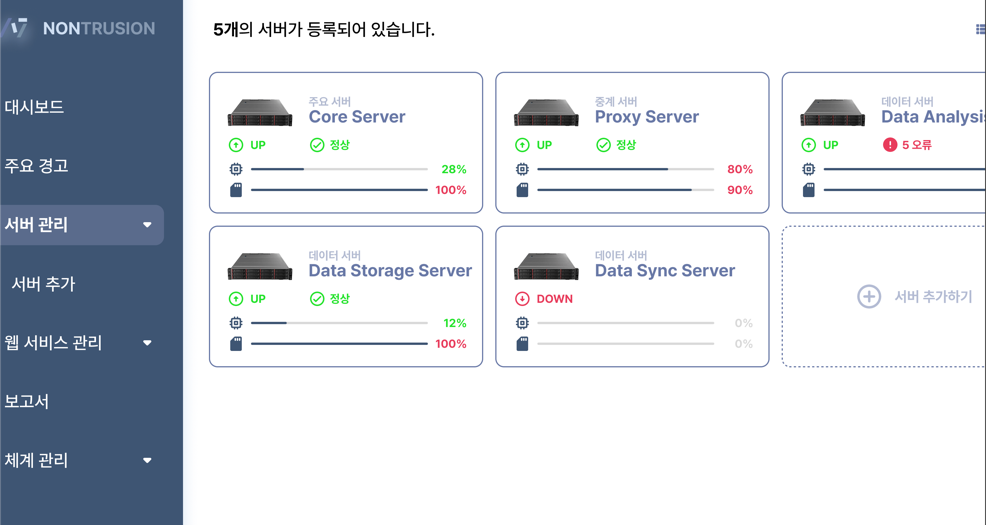 NONTRUSION
대시보드
주요 경고
서버 관리
서버 추가
웹 서비스 관리
보고서
체계 관리
5개의 서버가 등록되어 있습니다.
주요 서버
Core Server
UP 정상
28%
100%
중계 서버
Proxy Server
UP 정상
80%
90%
데이터 서버
Data Analysis
UP 5 오류
데이터 서버
Data Storage Server
UP 정상
12%
100%
데이터 서버
Data Sync Server
DOWN
0%
0%
서버 추가하기